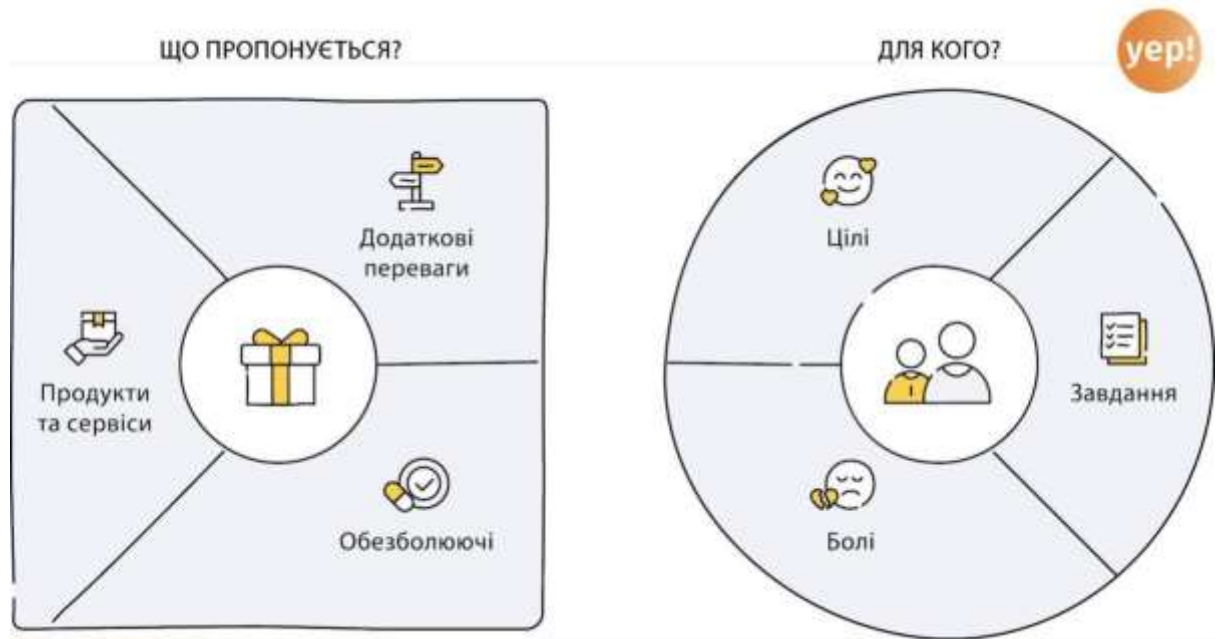 ЩО ПРОПОНУЄТЬСЯ?
ДЛЯ КОГО?
yep!
Додаткові
переваги
Продукти
та сервіси
Обезболюючі
Цілі
Завдання
Болі